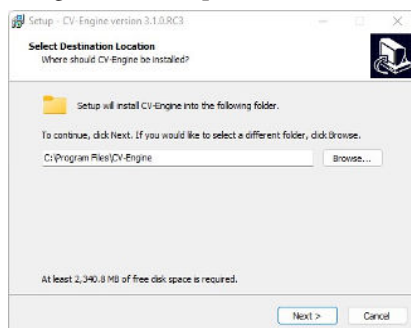 Setup - CV-Engine version 3.1.0.RC3
Select Destination Location
Where should CV-Engine be installed?
Setup will install CV-Engine into the following folder.
To continue, click Next. If you would like to select a different folder, click Browse.
C:\Program Files\CV-Engine
Browse...
At least 2,340.8 MB of free disk space is required.
Next >
Cancel